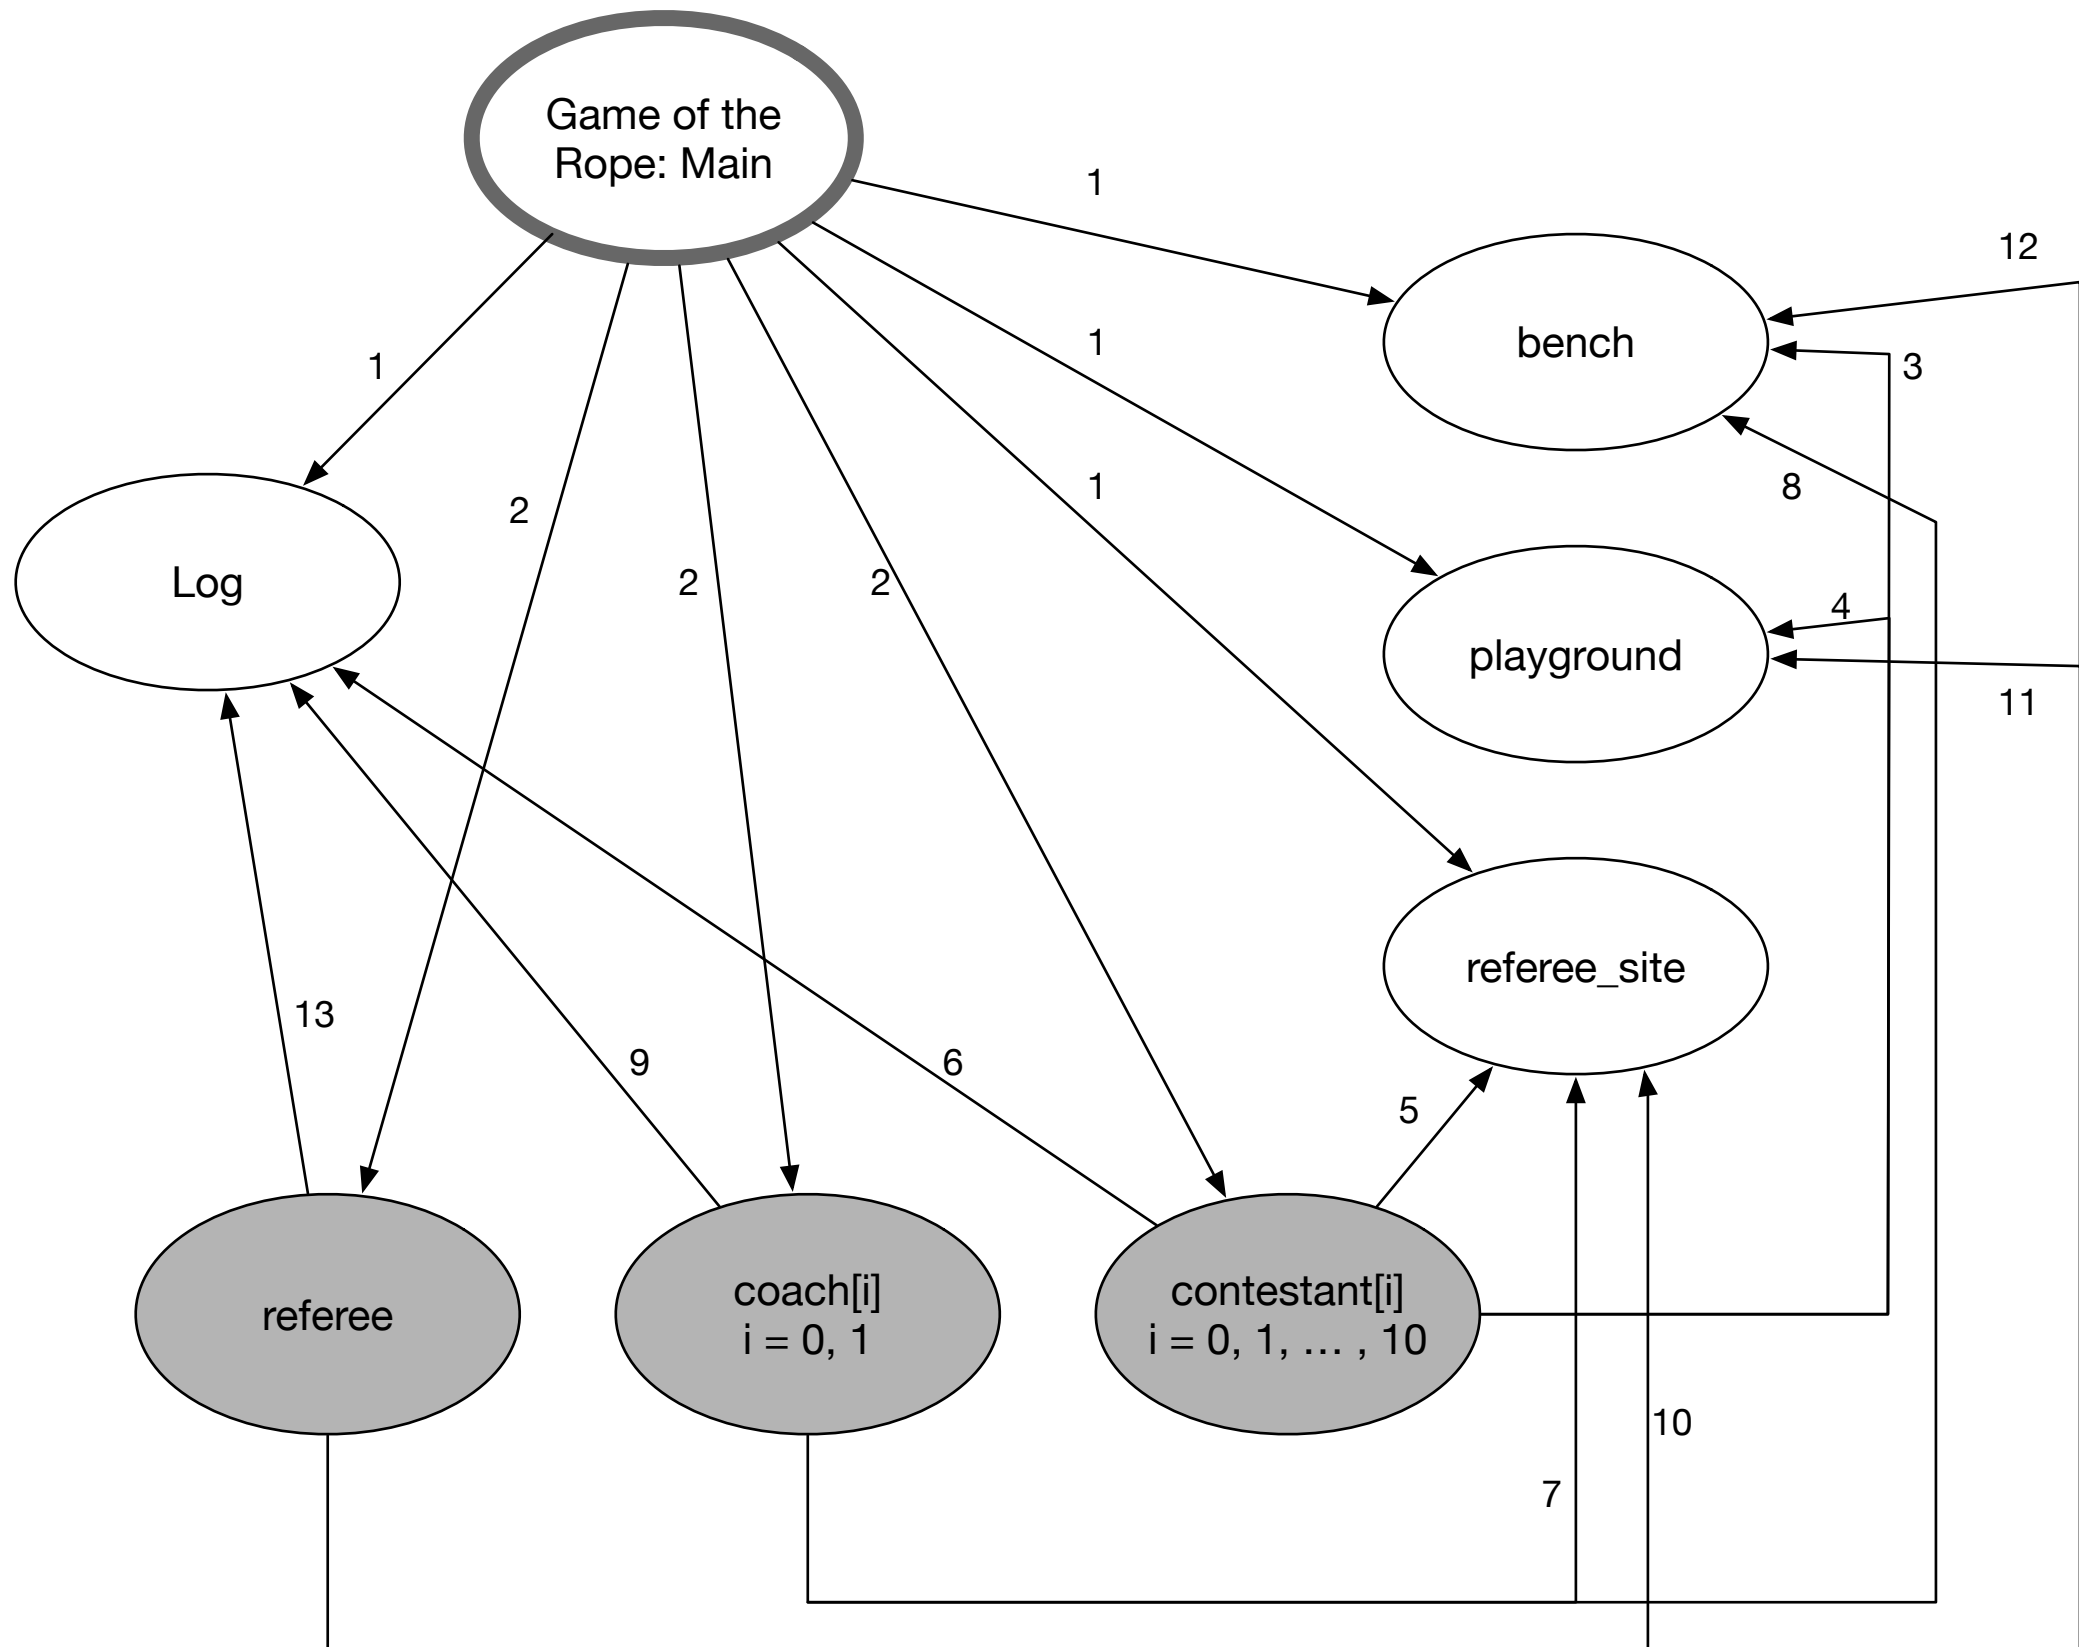 Game of the
Rope: Main
1
12
1
bench
3
1
1
8
2
2
2
Log
4
playground
11
referee_site
13
9
6
5
referee
coach[i]
i = 0, 1
contestant[i]
i = 0, 1, … , 10
10
7